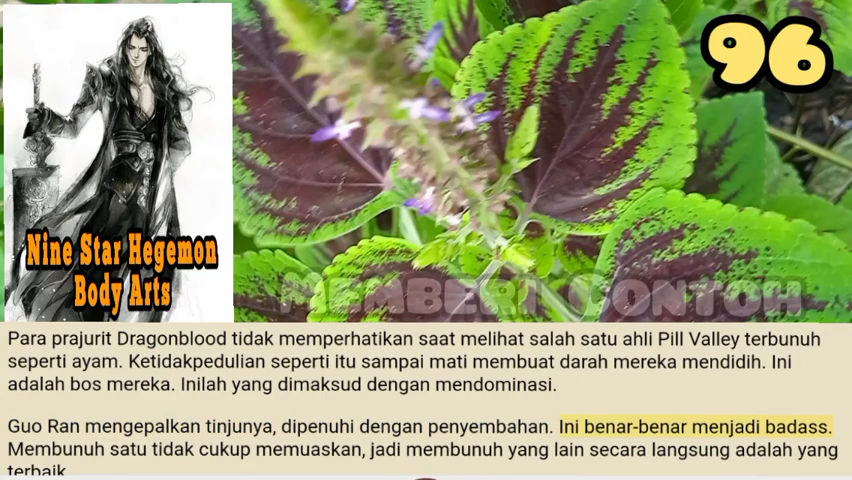 96
Nine Star Hegemon
Body Arts
MEMBERI CONTOH
Para prajurit Dragonblood tidak memperhatikan saat melihat salah satu ahli Pill Valley terbunuh
seperti ayam. Ketidakpedulian seperti itu sampai mati membuat darah mereka mendidih. Ini
adalah bos mereka. Inilah yang dimaksud dengan mendominasi.
Guo Ran mengepalkan tinjunya, dipenuhi dengan penyembahan. Ini benar-benar menjadi badass.
Membunuh satu tidak cukup memuaskan, jadi membunuh yang lain secara langsung adalah yang
terbaik